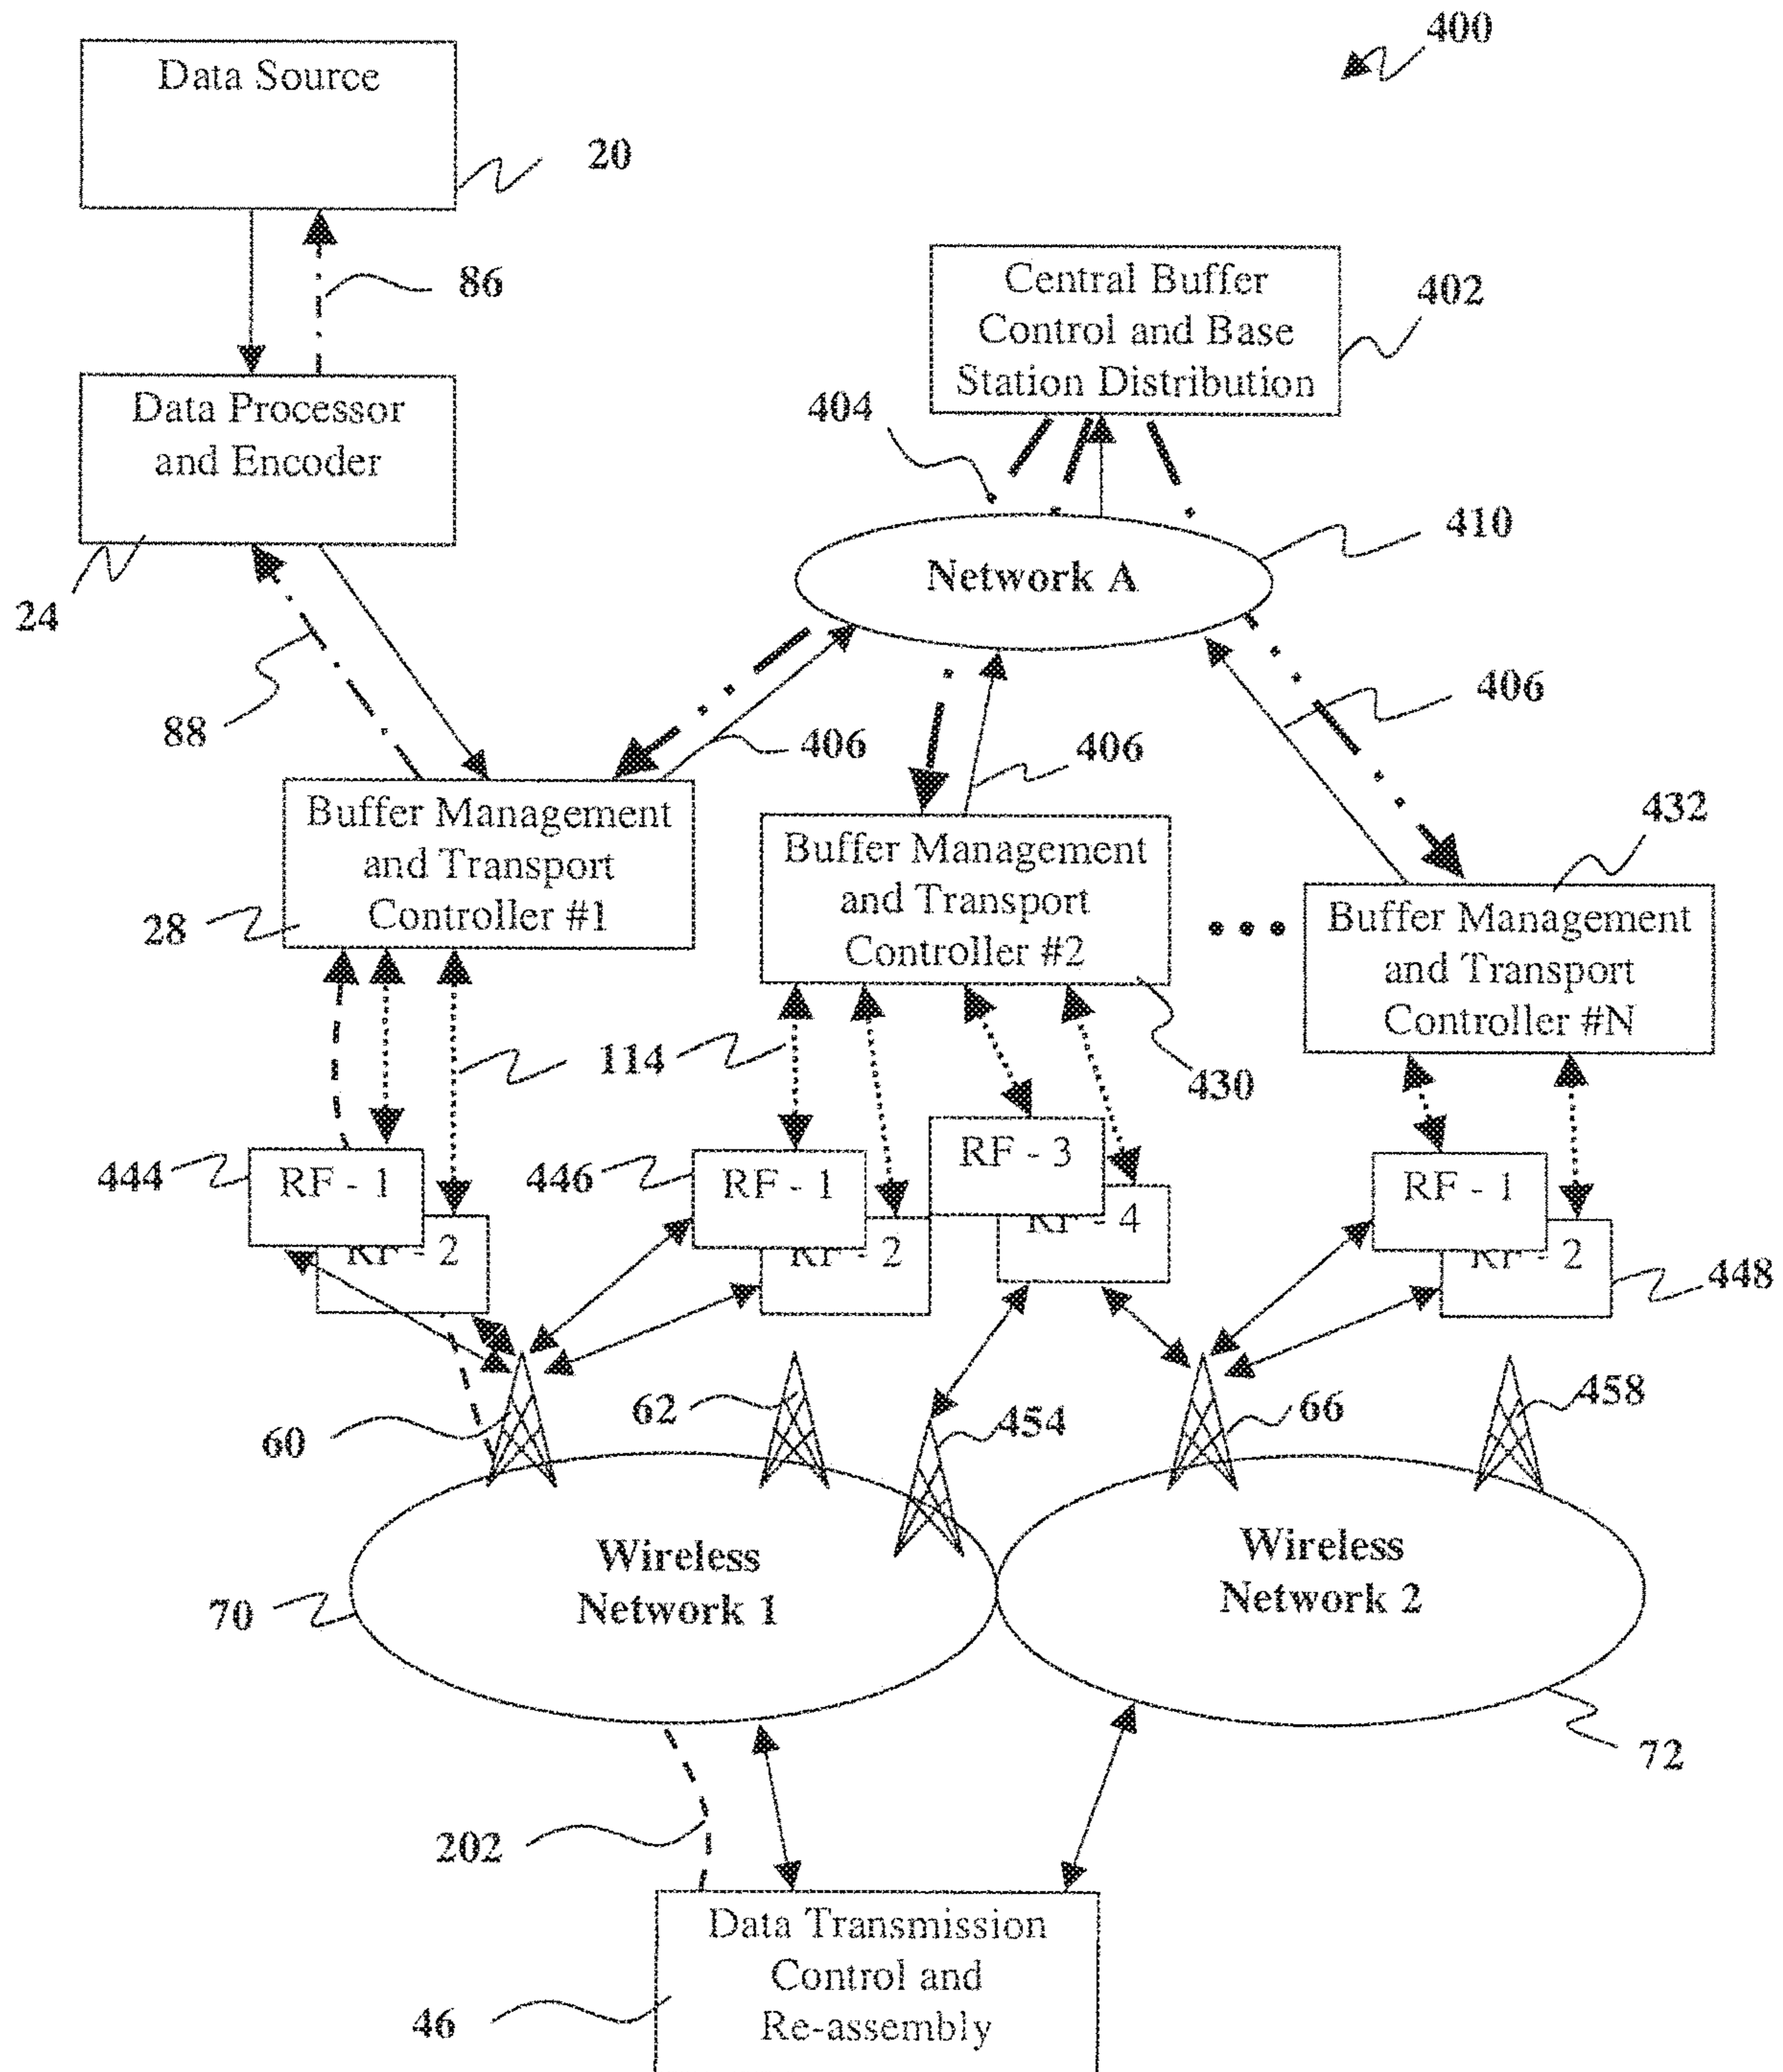 400
Data Source
20
86
Central Buffer
Control and Base
Station Distribution
402
Data Processor
and Encoder
24
404
410
Network A
88
406
406
406
Buffer Management
and Transport
Controller #1
28
Buffer Management
and Transport
Controller #2
430
•••
432
Buffer Management
and Transport
Controller #N
114
444
RF - 1
RF - 2
446
RF - 1
RF - 2
RF - 3
RF - 4
RF - 1
RF - 2
448
60
62
454
66
458
Wireless
Network 1
70
Wireless
Network 2
72
202
Data Transmission
Control and
Re-assembly
46